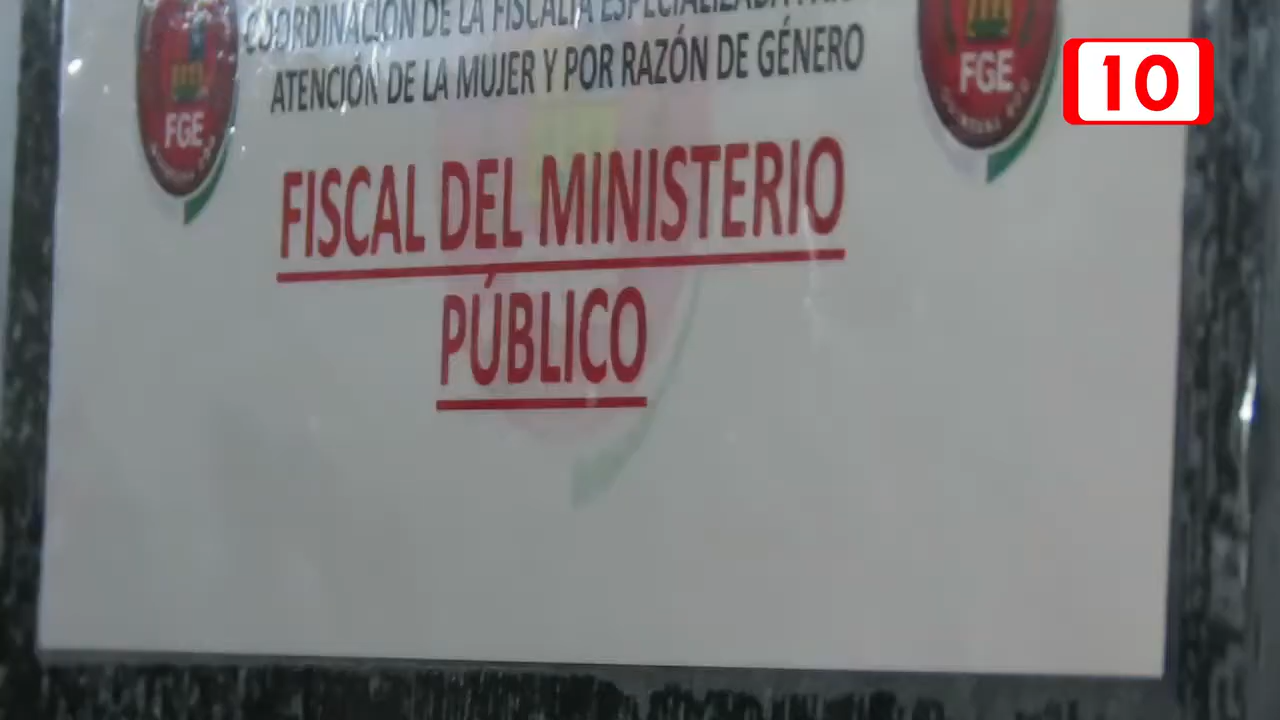 COORDINACIÓN DE LA FISCALÍA ESPECIALIZADA
ATENCIÓN DE LA MUJER Y POR RAZÓN DE GÉNERO
FGE
FGE
10
FISCAL DEL MINISTERIO
PÚBLICO